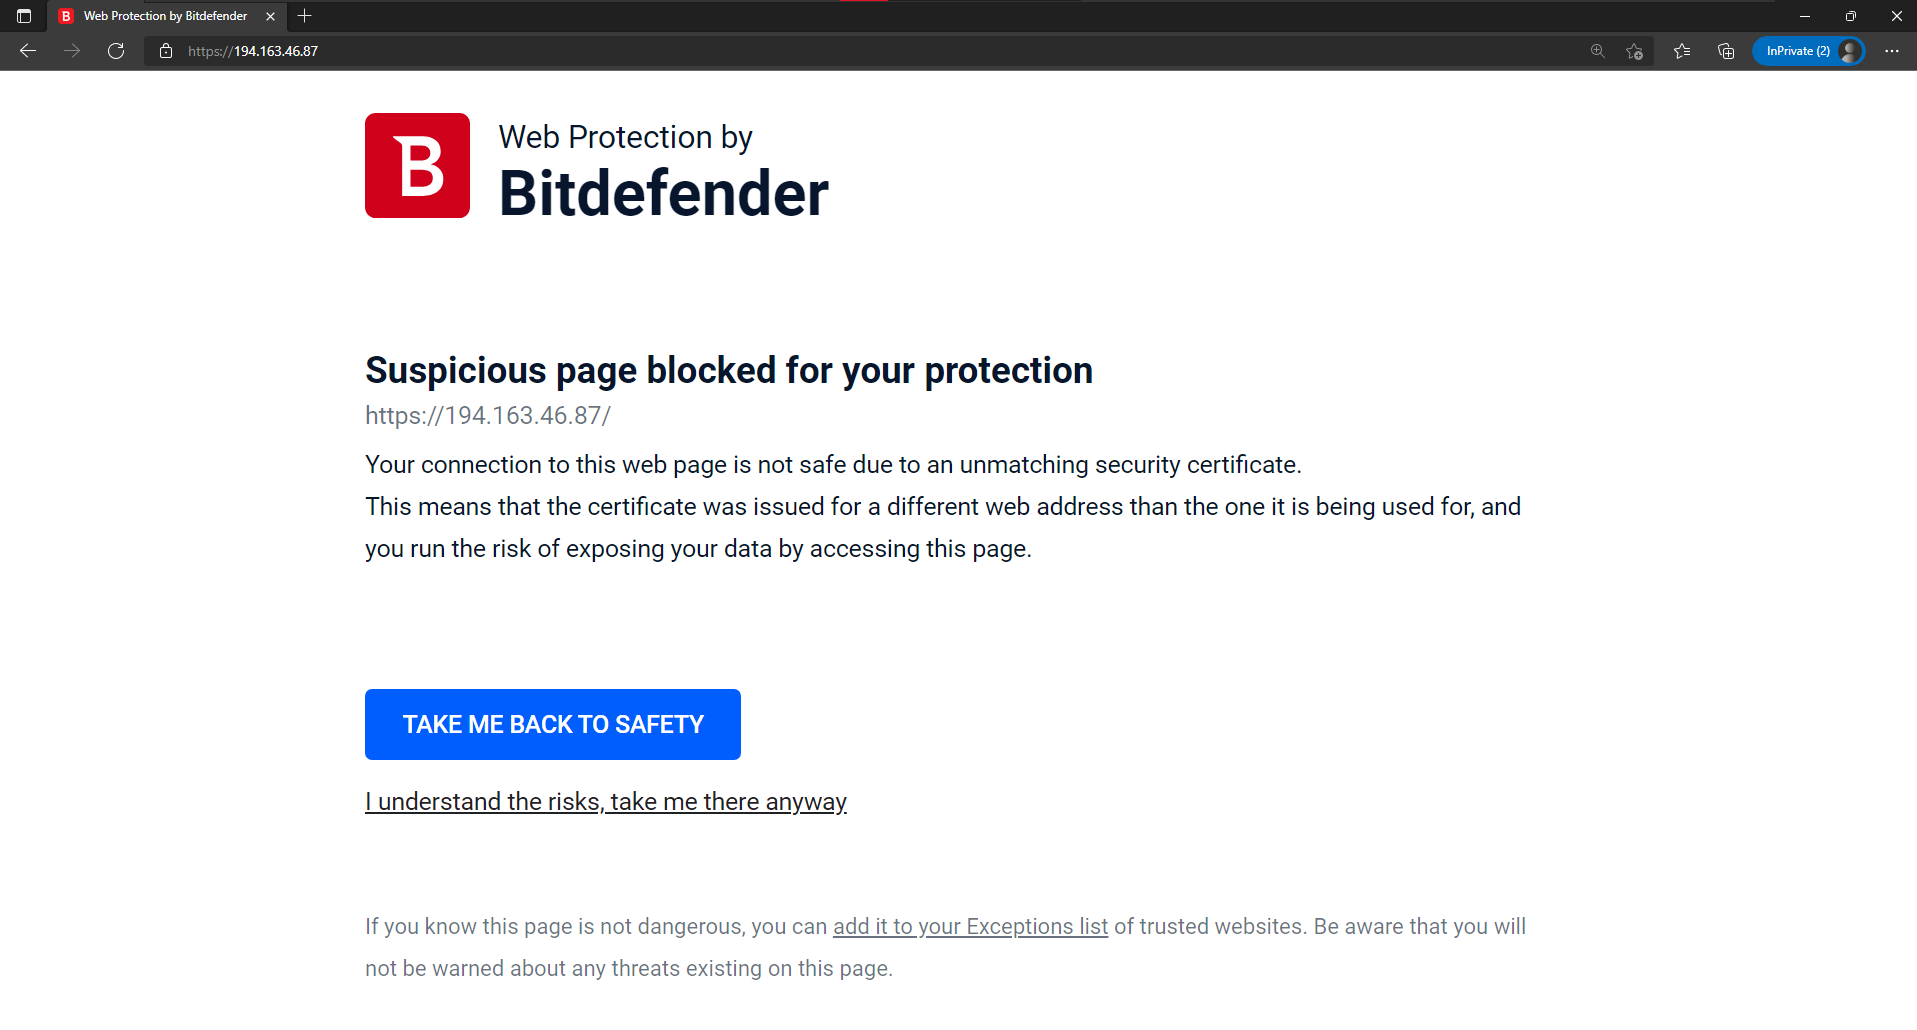 Web Protection by Bitdefender
https://194.163.46.87
InPrivate (2)
B
Web Protection by
Bitdefender
Suspicious page blocked for your protection
https://194.163.46.87/
Your connection to this web page is not safe due to an unmatching security certificate.
This means that the certificate was issued for a different web address than the one it is being used for, and
you run the risk of exposing your data by accessing this page.
TAKE ME BACK TO SAFETY
I understand the risks, take me there anyway
If you know this page is not dangerous, you can add it to your Exceptions list of trusted websites. Be aware that you will
not be warned about any threats existing on this page.